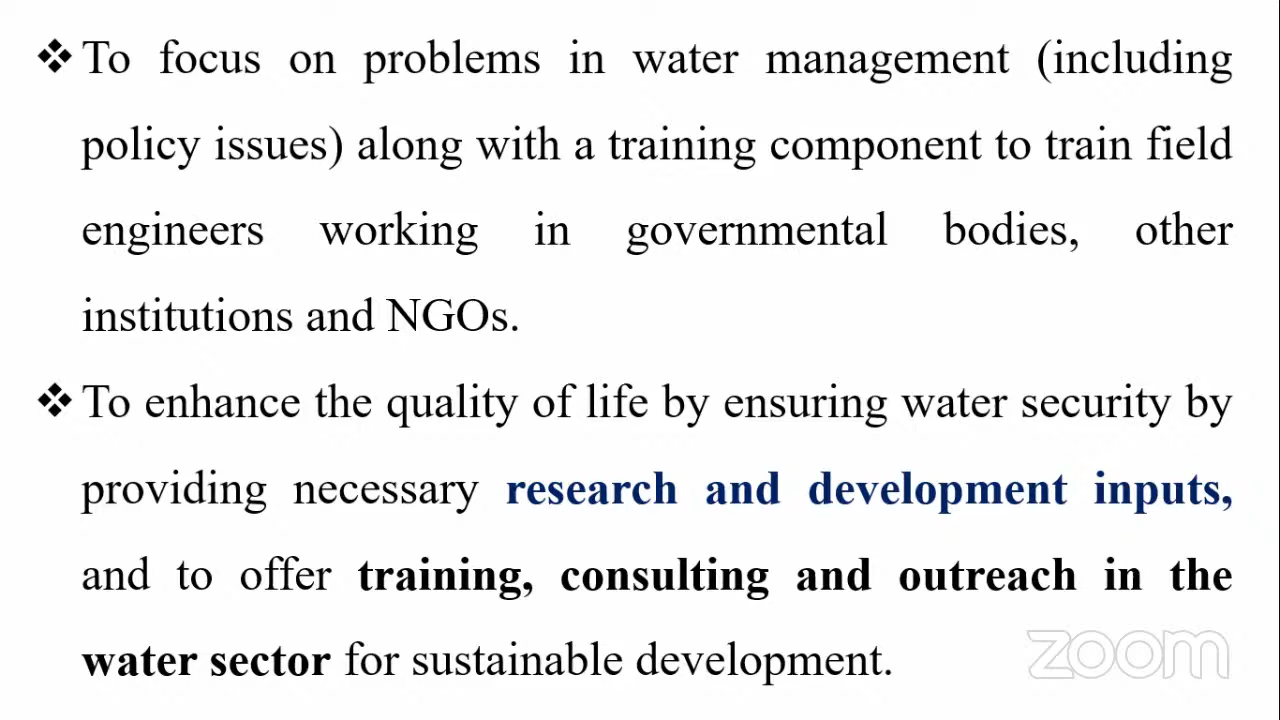 ❖ To focus on problems in water management (including
policy issues) along with a training component to train field
engineers working in governmental bodies, other
institutions and NGOs.
❖ To enhance the quality of life by ensuring water security by
providing necessary research and development inputs,
and to offer training, consulting and outreach in the
water sector for sustainable development.
zoom